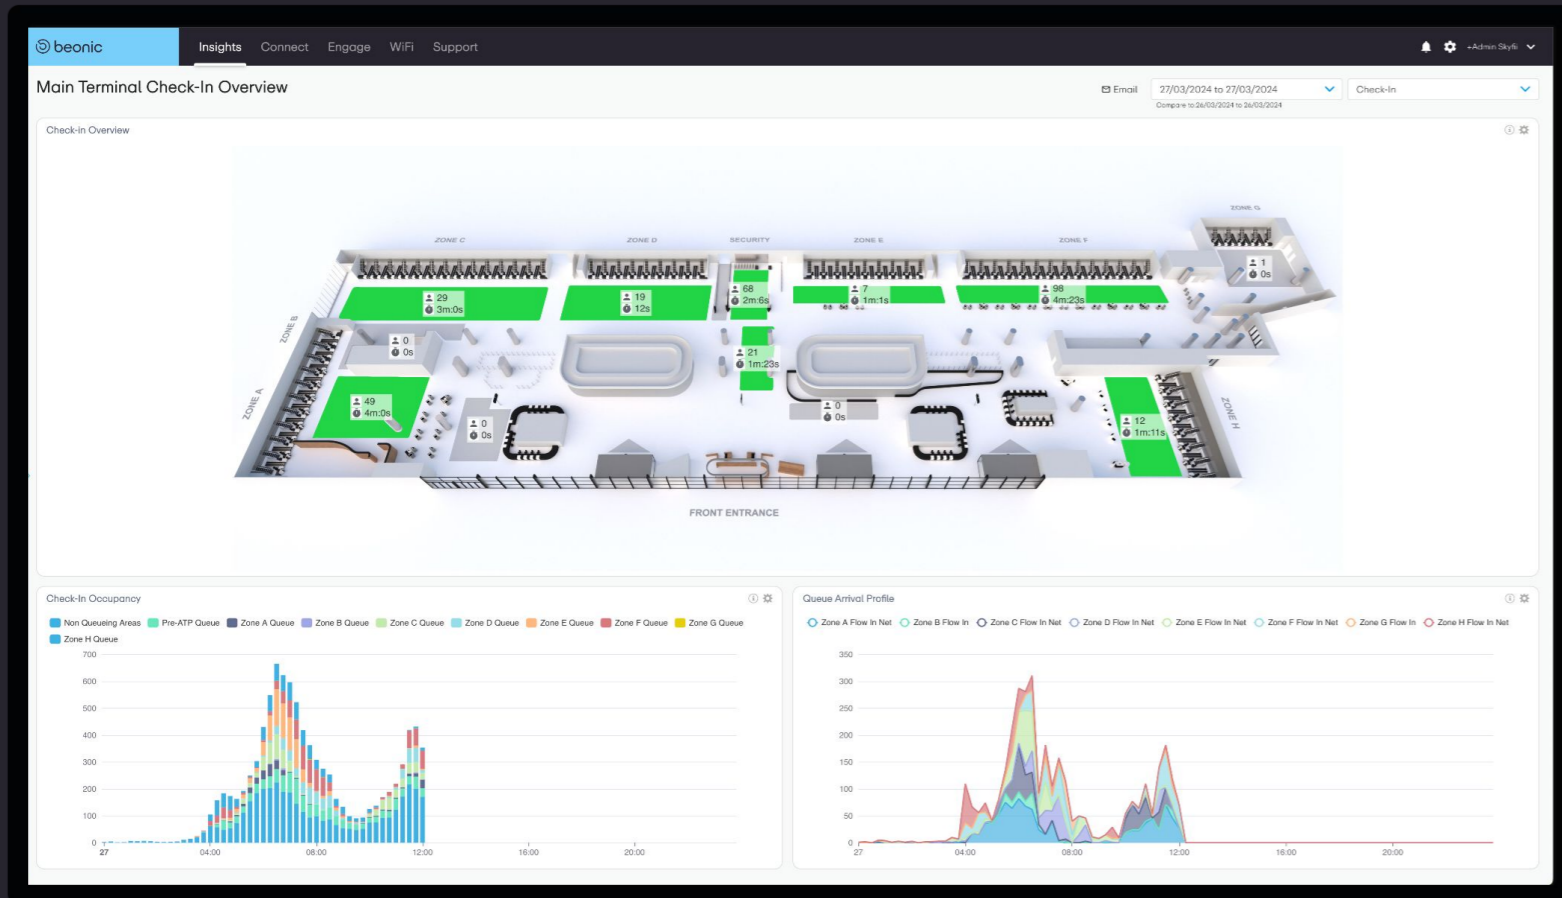 beonic
Insights Connect Engage WiFi Support
+Admin Skyfii
Main Terminal Check-In Overview
Email
27/03/2024 to 27/03/2024
Check-In
Compare to 26/03/2024 to 26/03/2024
Check-in Overview
ZONE G
ZONE C ZONE D SECURITY ZONE E ZONE F
1
0s
29
3m:0s
19
12s
68
2m:6s
7
1m:1s
98
4m:23s
ZONE B
0
0s
21
1m:23s
ZONE A
49
4m:0s
0
0s
0
0s
12
1m:11s
ZONE H
FRONT ENTRANCE
Check-In Occupancy
Non Queueing Areas Pre-ATP Queue Zone A Queue Zone B Queue Zone C Queue Zone D Queue Zone E Queue Zone F Queue Zone G Queue
Zone H Queue
700
600
500
400
300
200
100
0
27 04:00 08:00 12:00 16:00 20:00
Queue Arrival Profile
Zone A Flow In Net Zone B Flow In Zone C Flow In Net Zone D Flow In Net Zone E Flow In Net Zone F Flow In Net Zone G Flow In Zone H Flow In Net
350
300
250
200
150
100
50
0
27 04:00 08:00 12:00 16:00 20:00